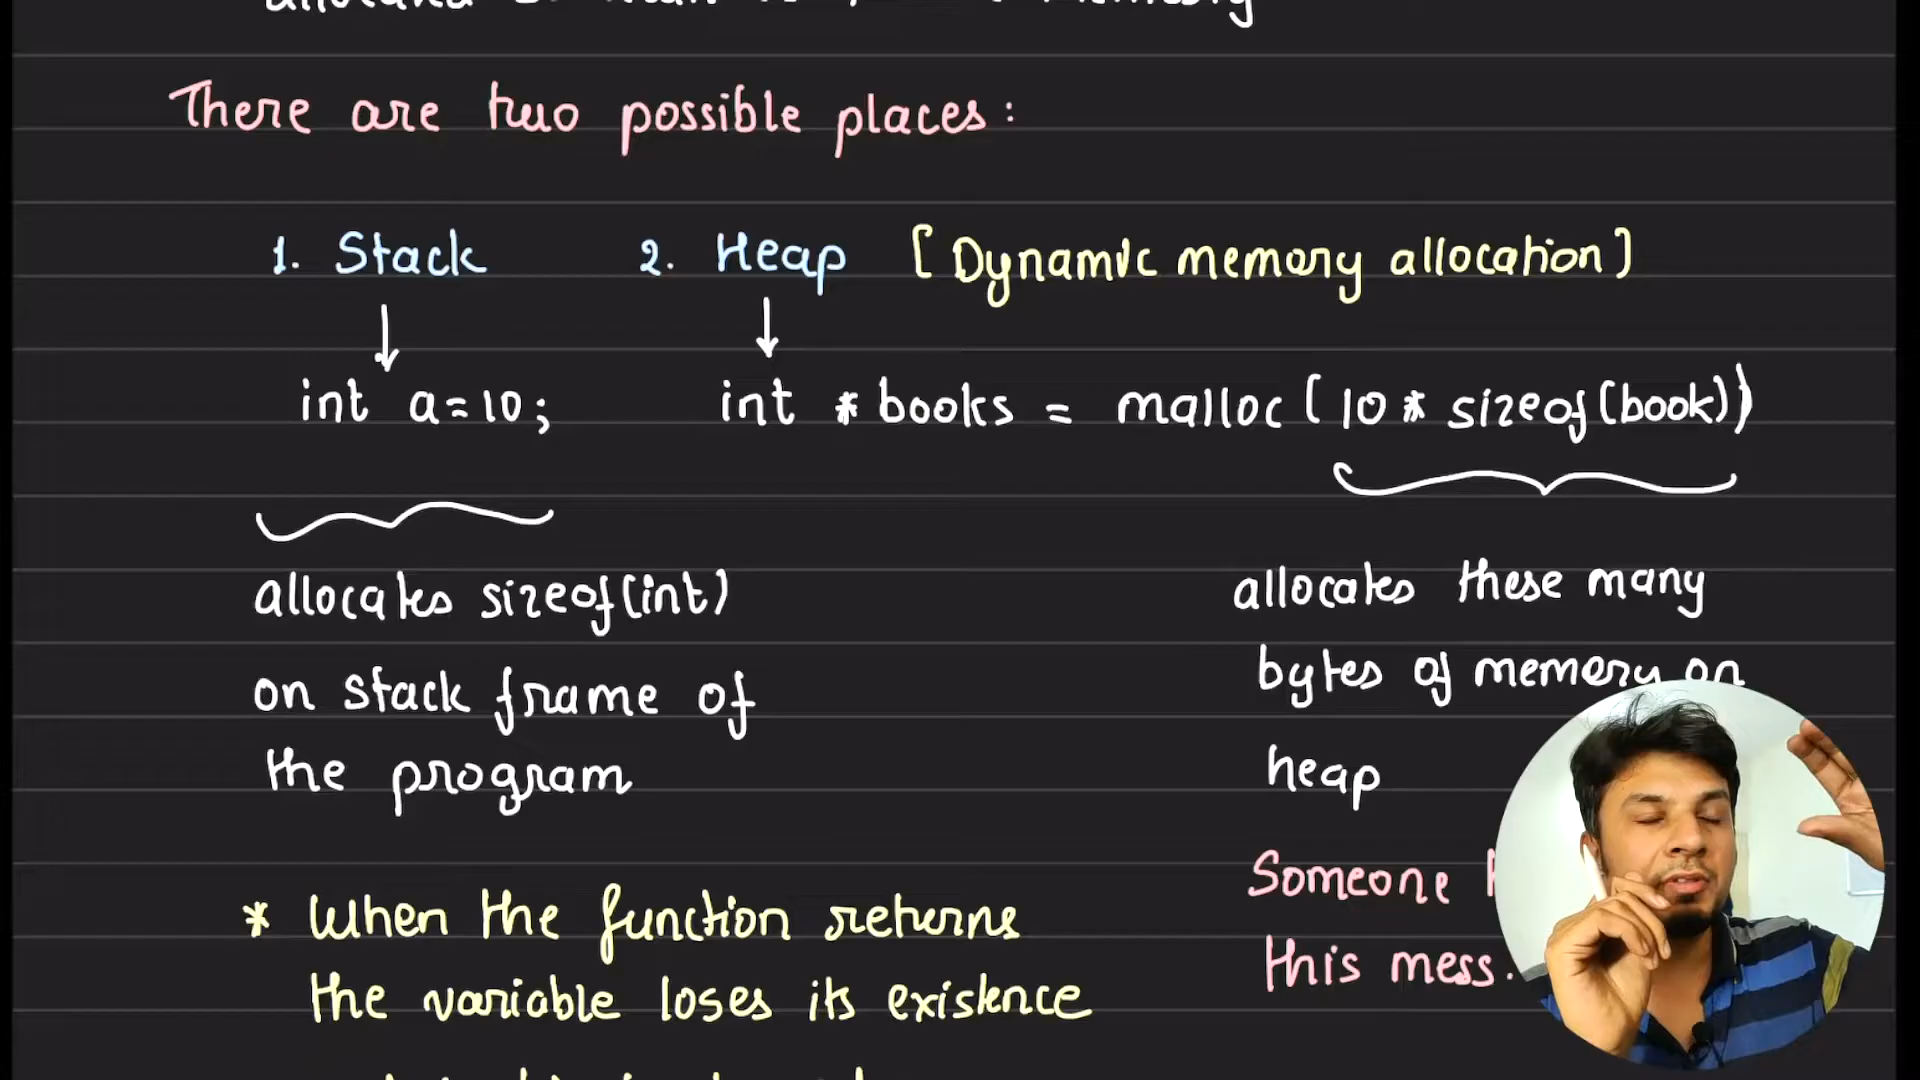 There are two possible places:
1. Stack 2. Heap [Dynamic memory allocation]
int a=10; int * books = malloc(10 * sizeof(book))
allocates sizeof(int)
on stack frame of
the program
allocates these many
bytes of memory on
heap
Someone
this mess.
* When the function returns
the variable loses its existence